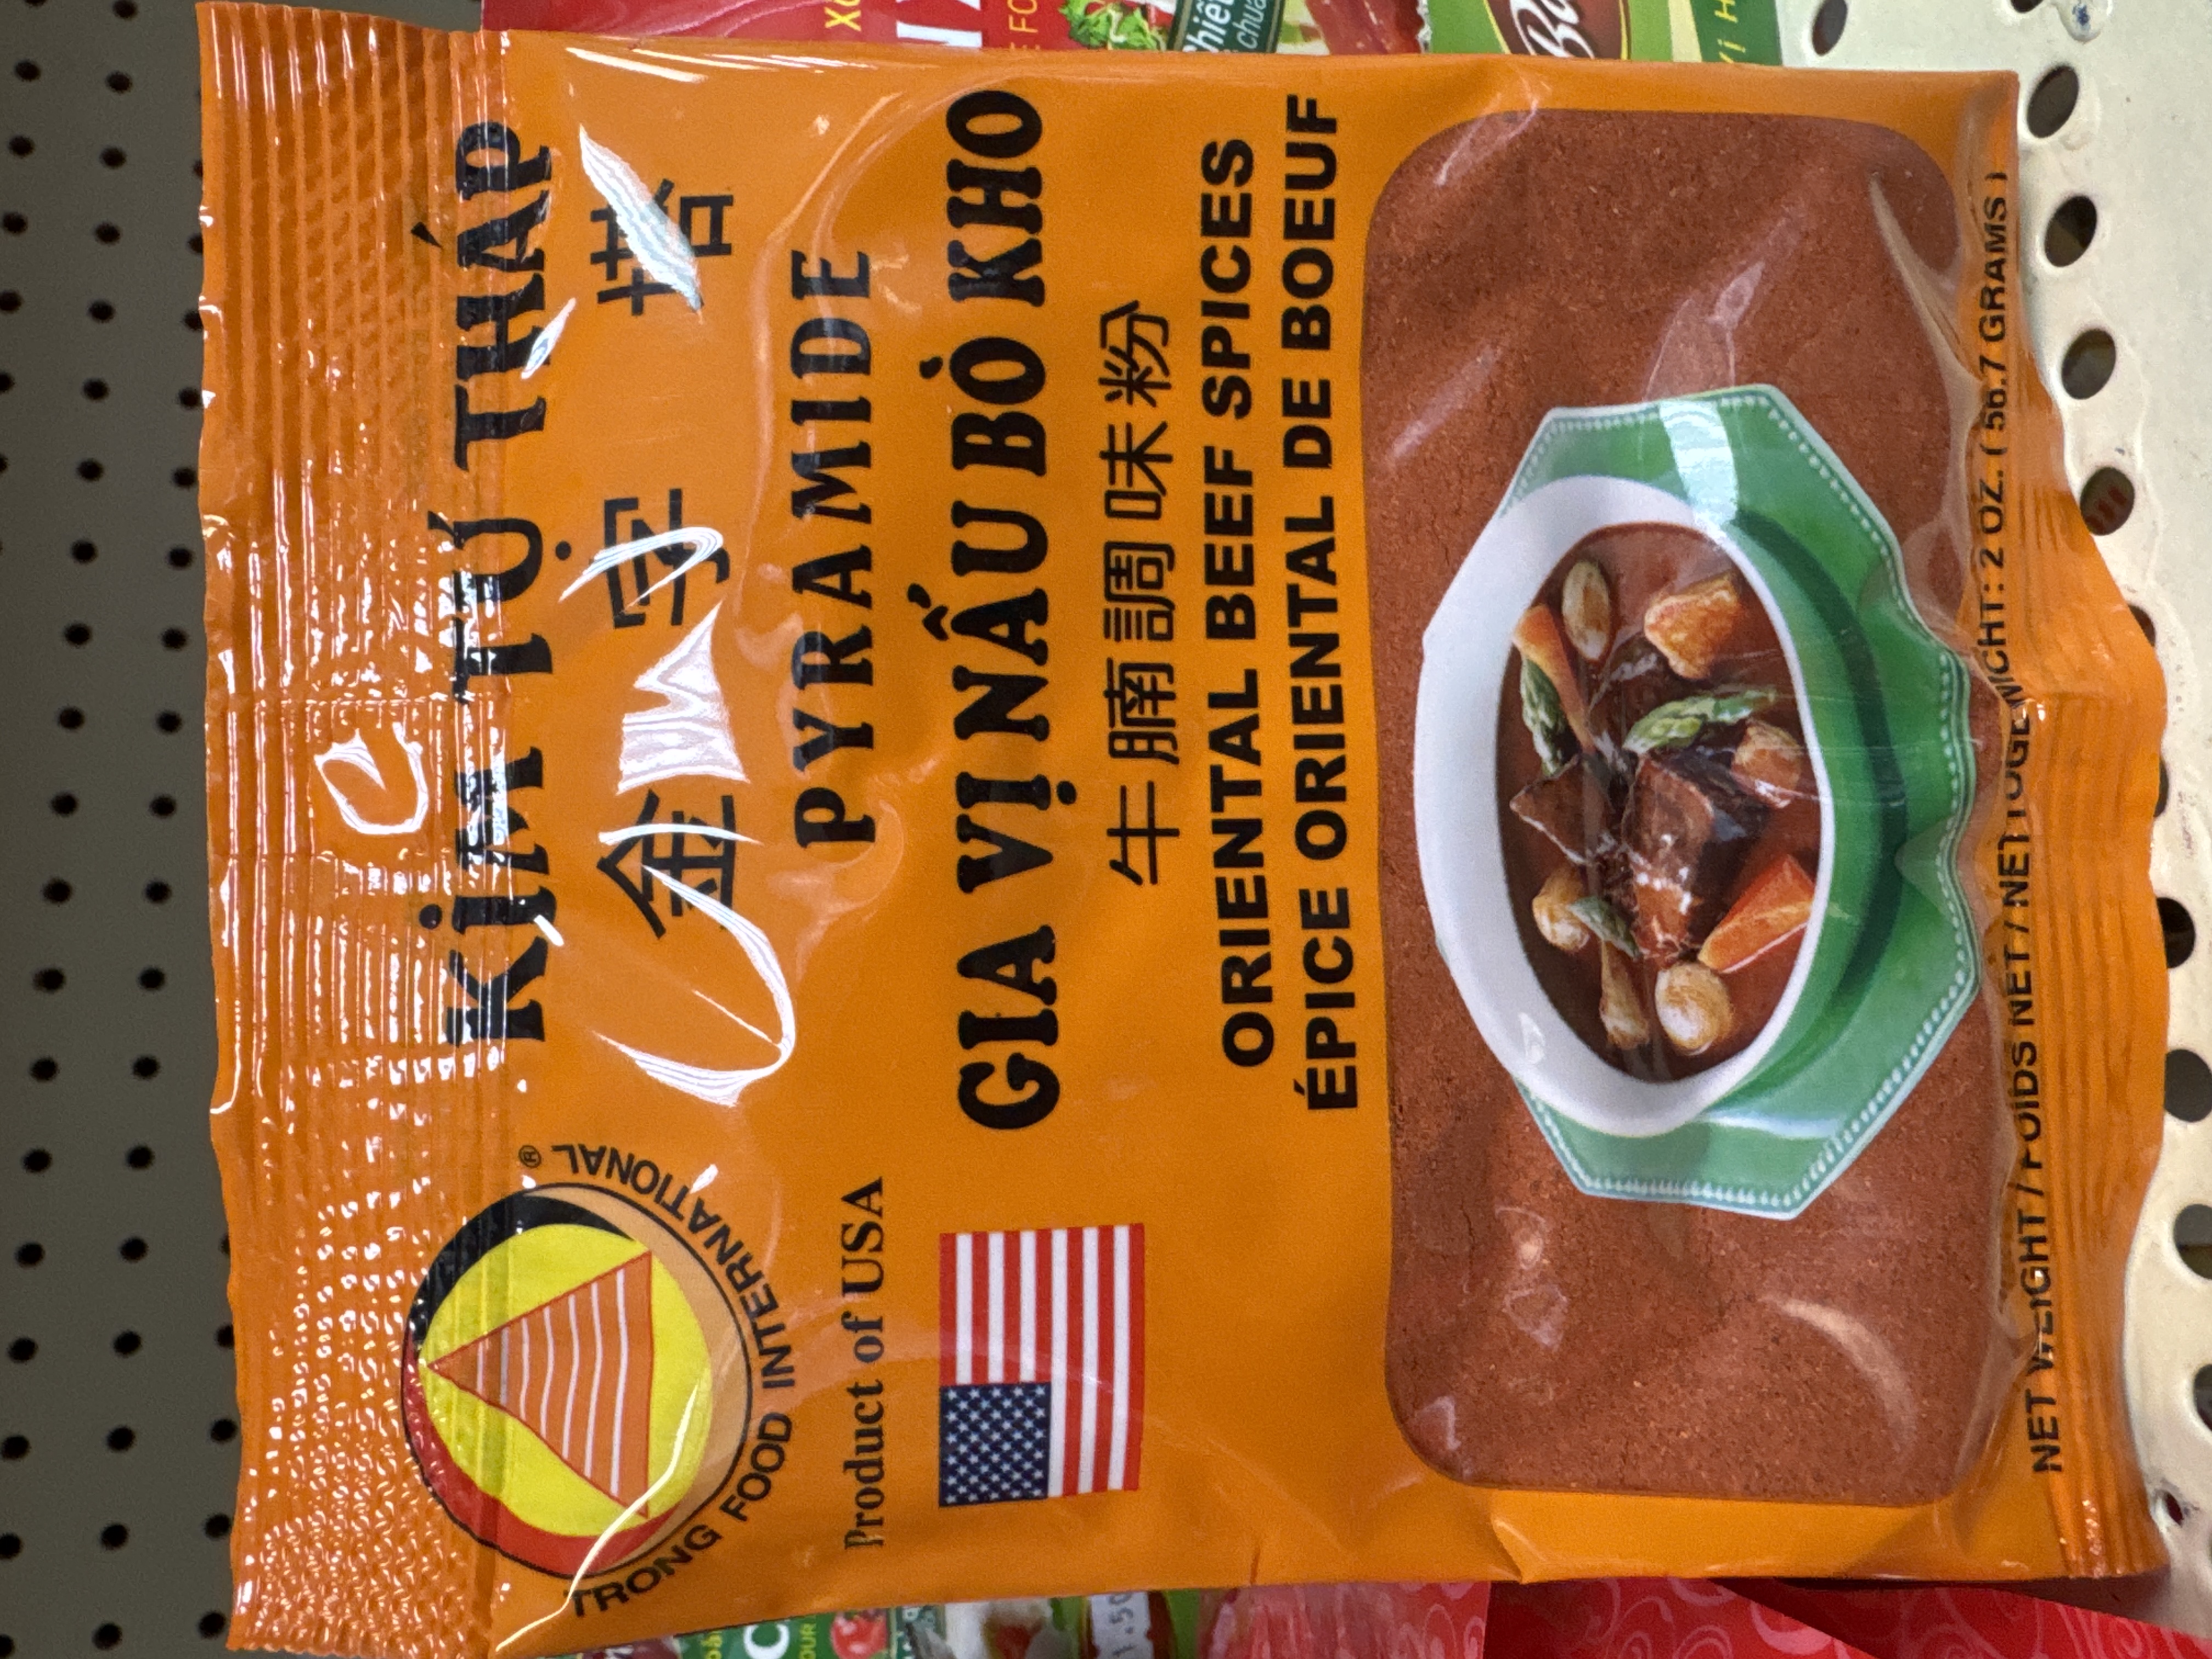 KIM TỰ THÁP
金字塔
PYRAMIDE
TRONG FOOD INTERNATIONAL ®
Product of USA
GIA VỊ NẤU BÒ KHO
牛腩調味粉
ORIENTAL BEEF SPICES
ÉPICE ORIENTAL DE BOEUF
NET WEIGHT / POIDS NET / NETTOGEWICHT: 2 OZ. ( 56.7 GRAMS )